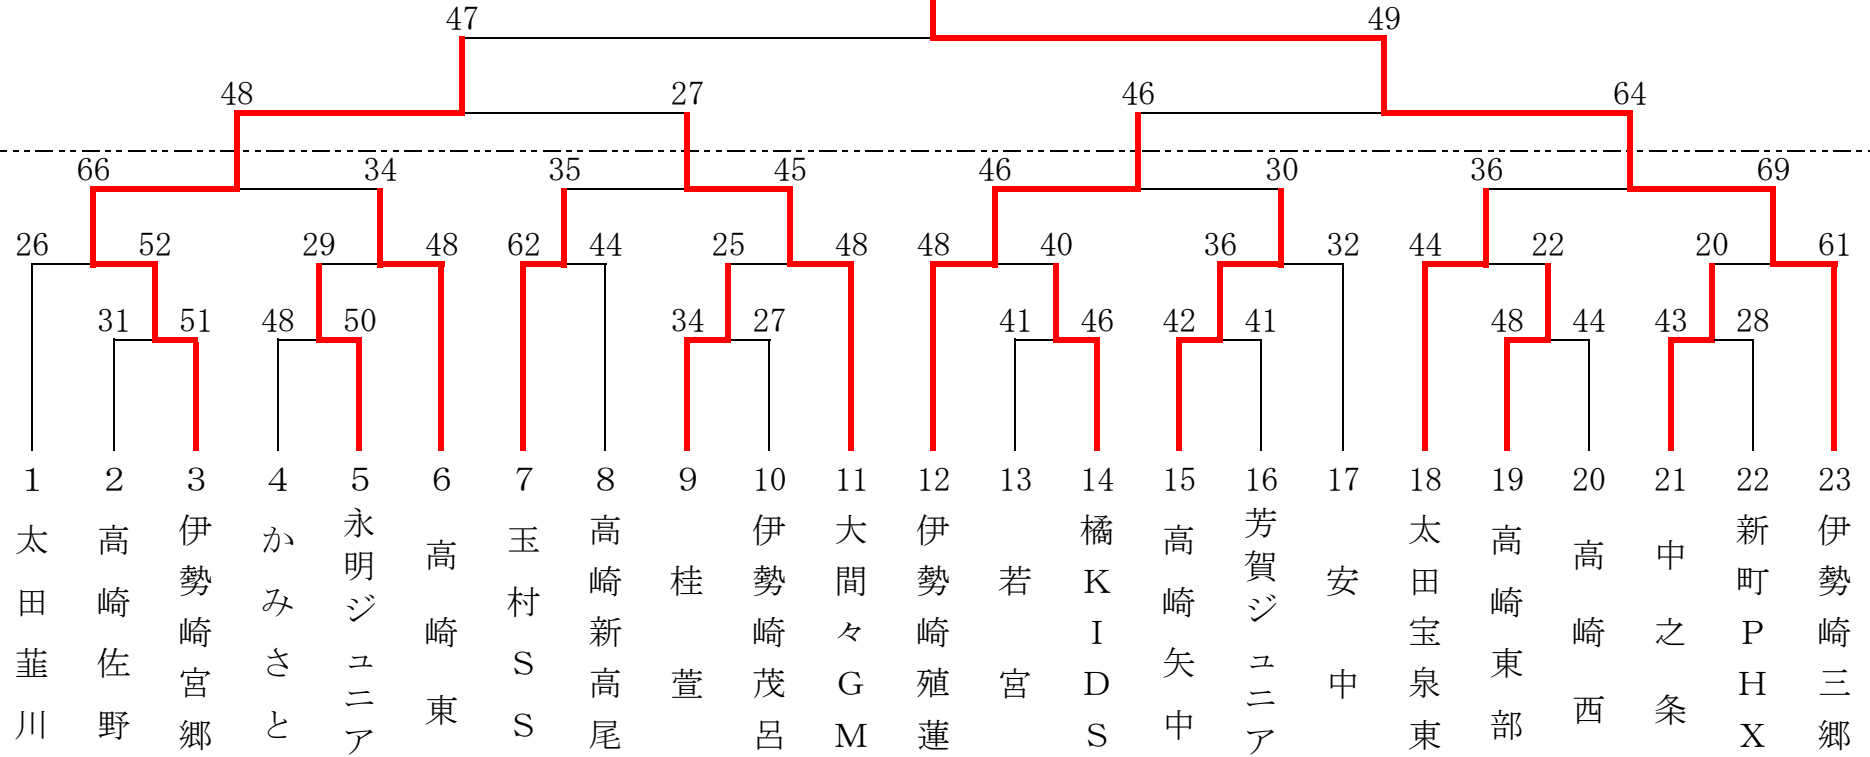 47 49
48 27 46 64
66 34 35 45 46 30 36 69
26 52 29 48 62 44 25 48 48 40 36 32 44 22 20 61
31 51 48 50 34 27 41 46 42 41 48 44 43 28
1 2 3 4 5 6 7 8 9 10 11 12 13 14 15 16 17 18 19 20 21 22 23
太田韮川
高崎佐野
伊勢崎宮郷
かみさと
永明ジュニア
高崎東
玉村SS
高崎新高尾
桂萱
伊勢崎茂呂
大間々GM
伊勢崎殖蓮
若宮
橘KIDS
高崎矢中
芳賀ジュニア
安中
太田宝泉東
高崎東部
高崎西
中之条
新町PHX
伊勢崎三郷